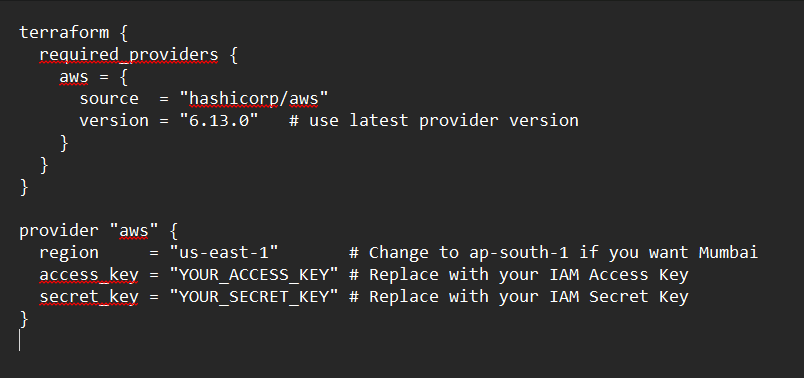 terraform {
  required_providers {
    aws = {
      source  = "hashicorp/aws"
      version = "6.13.0"   # use latest provider version
    }
  }
}

provider "aws" {
  region     = "us-east-1"       # Change to ap-south-1 if you want Mumbai
  access_key = "YOUR_ACCESS_KEY" # Replace with your IAM Access Key
  secret_key = "YOUR_SECRET_KEY" # Replace with your IAM Secret Key
}